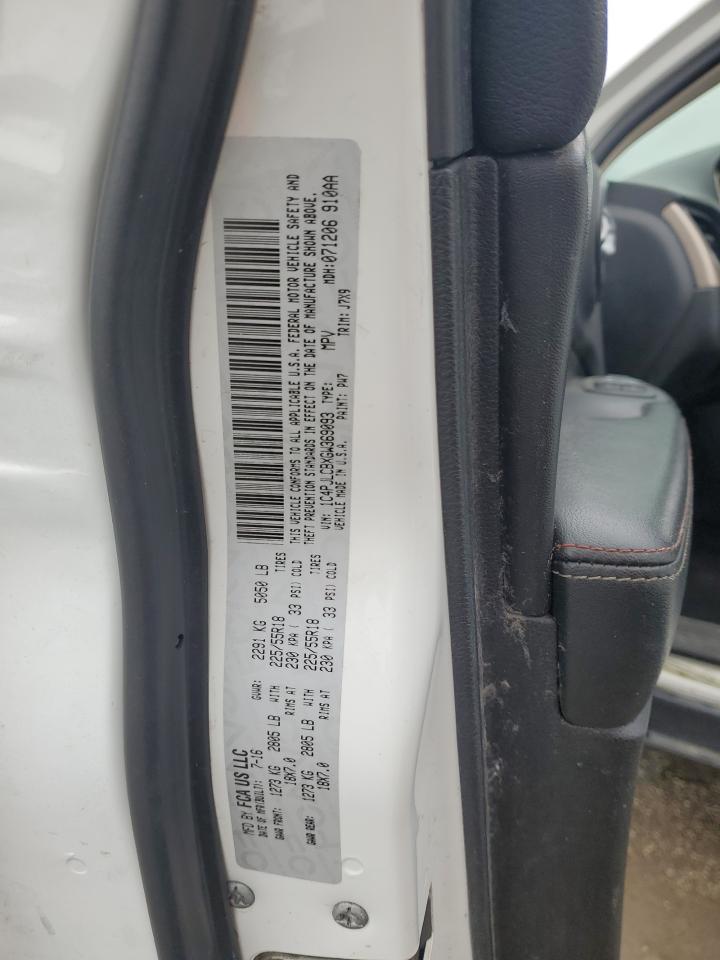 MFD BY FCA US LLC
DATE OF MFR(BUILT): 7-16 GVWR: 2291 KG 5050 LB
GAWR FRONT: 1273 KG 2805 LB WITH 225/55R18 TIRES
18X7.0 RIMS AT 230 KPA ( 33 PSI) COLD
GAWR REAR: 1273 KG 2805 LB WITH 225/55R18 TIRES
18X7.0 RIMS AT 230 KPA ( 33 PSI) COLD
THIS VEHICLE CONFORMS TO ALL APPLICABLE U.S.A. FEDERAL MOTOR VEHICLE SAFETY AND
THEFT PREVENTION STANDARDS IN EFFECT ON THE DATE OF MANUFACTURE SHOWN ABOVE.
VIN: 1C4PJLCBXGW369093 TYPE: MPV MDH:071206 910AA
VEHICLE MADE IN U.S.A. PAINT: PW7 TRIM: J7X9